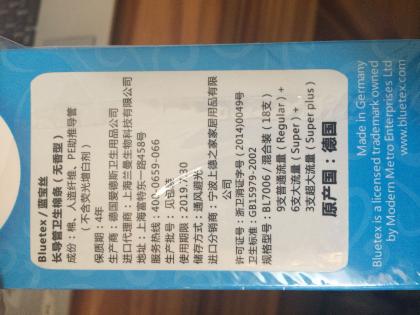 Bluetex / 蓝宝丝
长导管卫生棉条（无香型）
成份：棉、人造纤维、PE助推导管
（不含荧光增白剂）
保质期：4年
生产商：德国爱德斯卫生用品公司
进口代理商：上海兰曼生物科技有限公司
上海富特东一路458号
服务热线：400-0659-066
生产批号：见包装
使用期限：2019.7.30
储存方式：通风避光
进口分销商：宁波上缘之家家居用品有限公司
许可证号：浙卫消证字号(2014)0049号
卫生标准：GB15979-2002
规格型号：BL7006 / 混合装（18支）
9支普通流量（Regular）+
6支大流量（Super）+
3支超大流量（Super plus）
原产国：德国
Made in Germany
Bluetex is a licensed trademark owned
by Modern Metro Enterprises Ltd
www.bluetex.com